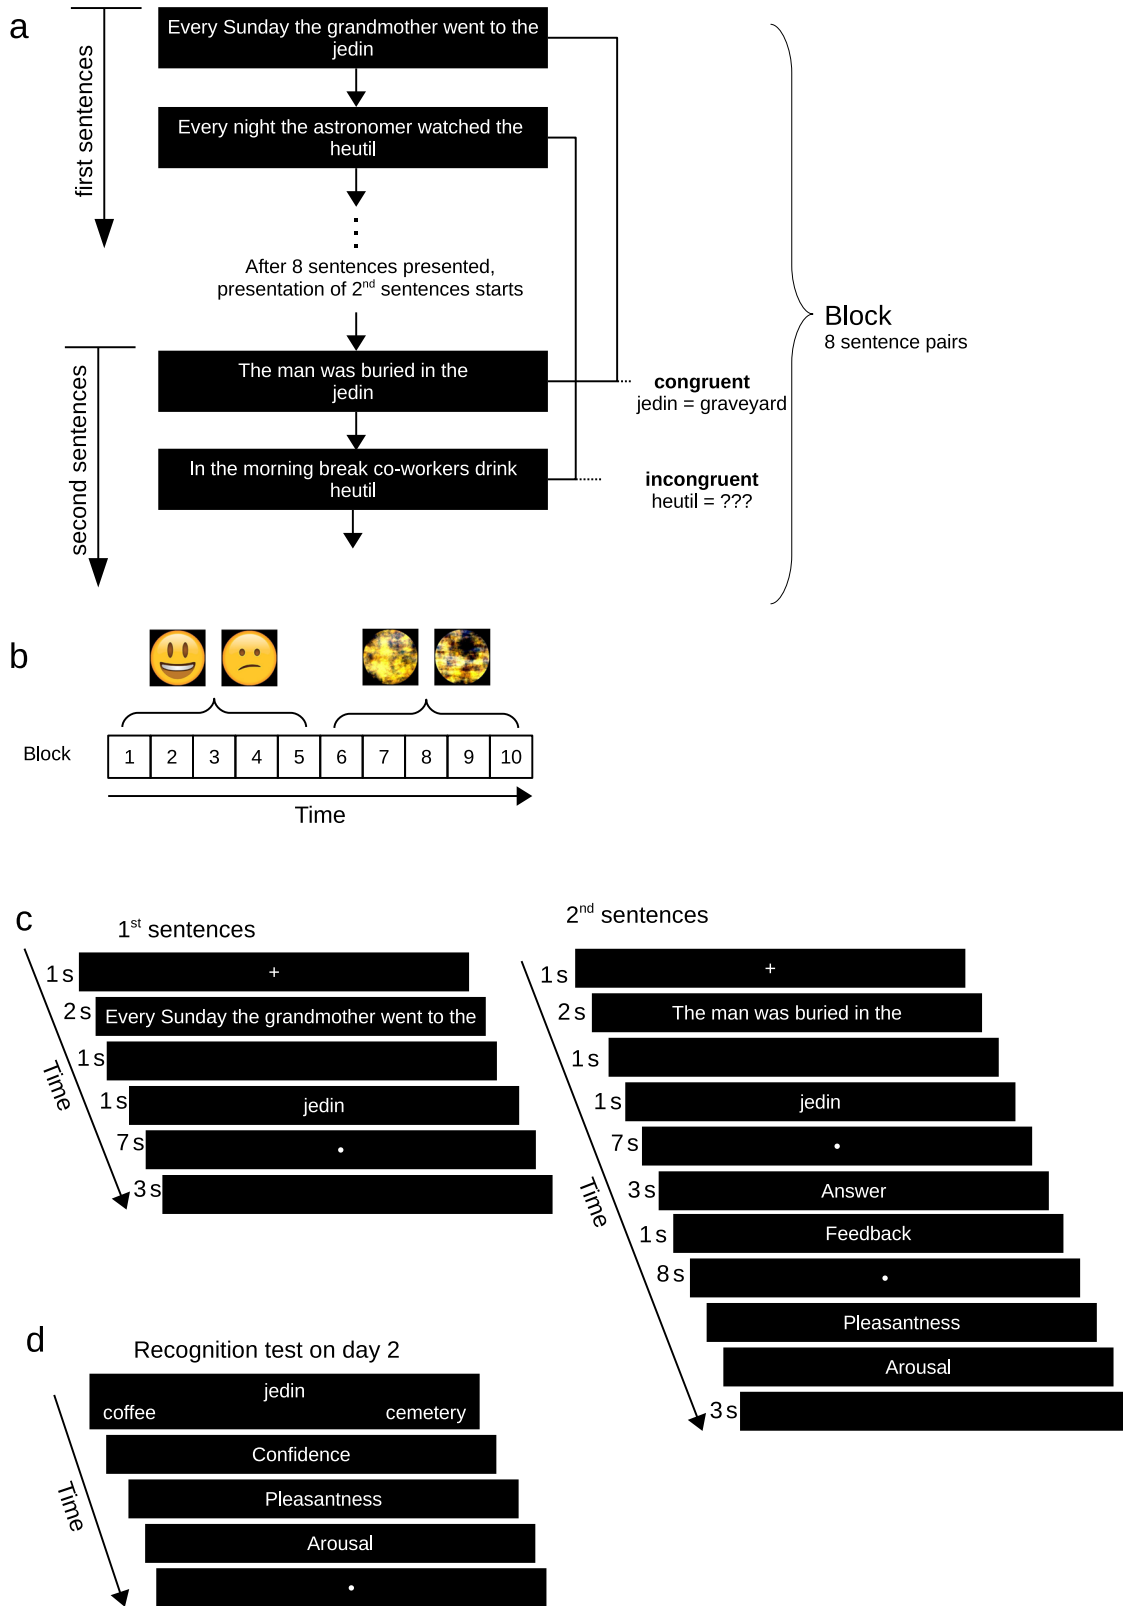 a
first sentences
Every Sunday the grandmother went to the
jedin
Every night the astronomer watched the
heutil
After 8 sentences presented,
presentation of 2nd sentences starts
second sentences
The man was buried in the
jedin
In the morning break co-workers drink
heutil
congruent
jedin = graveyard
incongruent
heutil = ???
Block
8 sentence pairs
b
Block
1 2 3 4 5 6 7 8 9 10
Time
c
1st sentences
Time
1 s
+
2 s
Every Sunday the grandmother went to the
1 s
1 s
jedin
7 s
•
3 s
2nd sentences
Time
1 s
+
2 s
The man was buried in the
1 s
1 s
jedin
7 s
•
3 s
Answer
1 s
Feedback
8 s
•
Pleasantness
Arousal
3 s
d
Recognition test on day 2
Time
jedin
coffee cemetery
Confidence
Pleasantness
Arousal
•